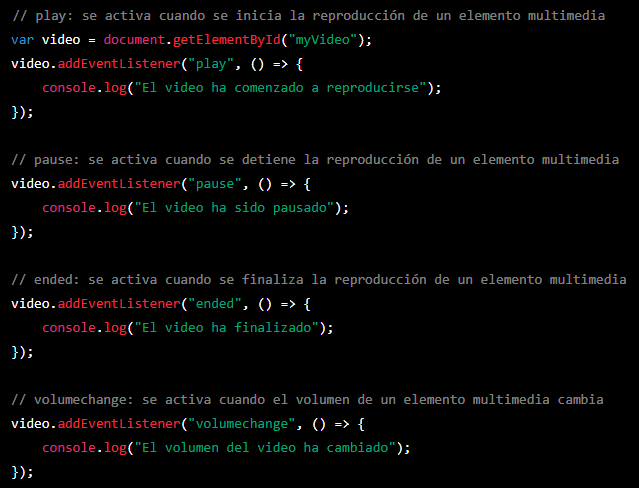 // play: se activa cuando se inicia la reproducción de un elemento multimedia
var video = document.getElementById("myVideo");
video.addEventListener("play", () => {
    console.log("El video ha comenzado a reproducirse");
});

// pause: se activa cuando se detiene la reproducción de un elemento multimedia
video.addEventListener("pause", () => {
    console.log("El video ha sido pausado");
});

// ended: se activa cuando se finaliza la reproducción de un elemento multimedia
video.addEventListener("ended", () => {
    console.log("El video ha finalizado");
});

// volumechange: se activa cuando el volumen de un elemento multimedia cambia
video.addEventListener("volumechange", () => {
    console.log("El volumen del video ha cambiado");
});